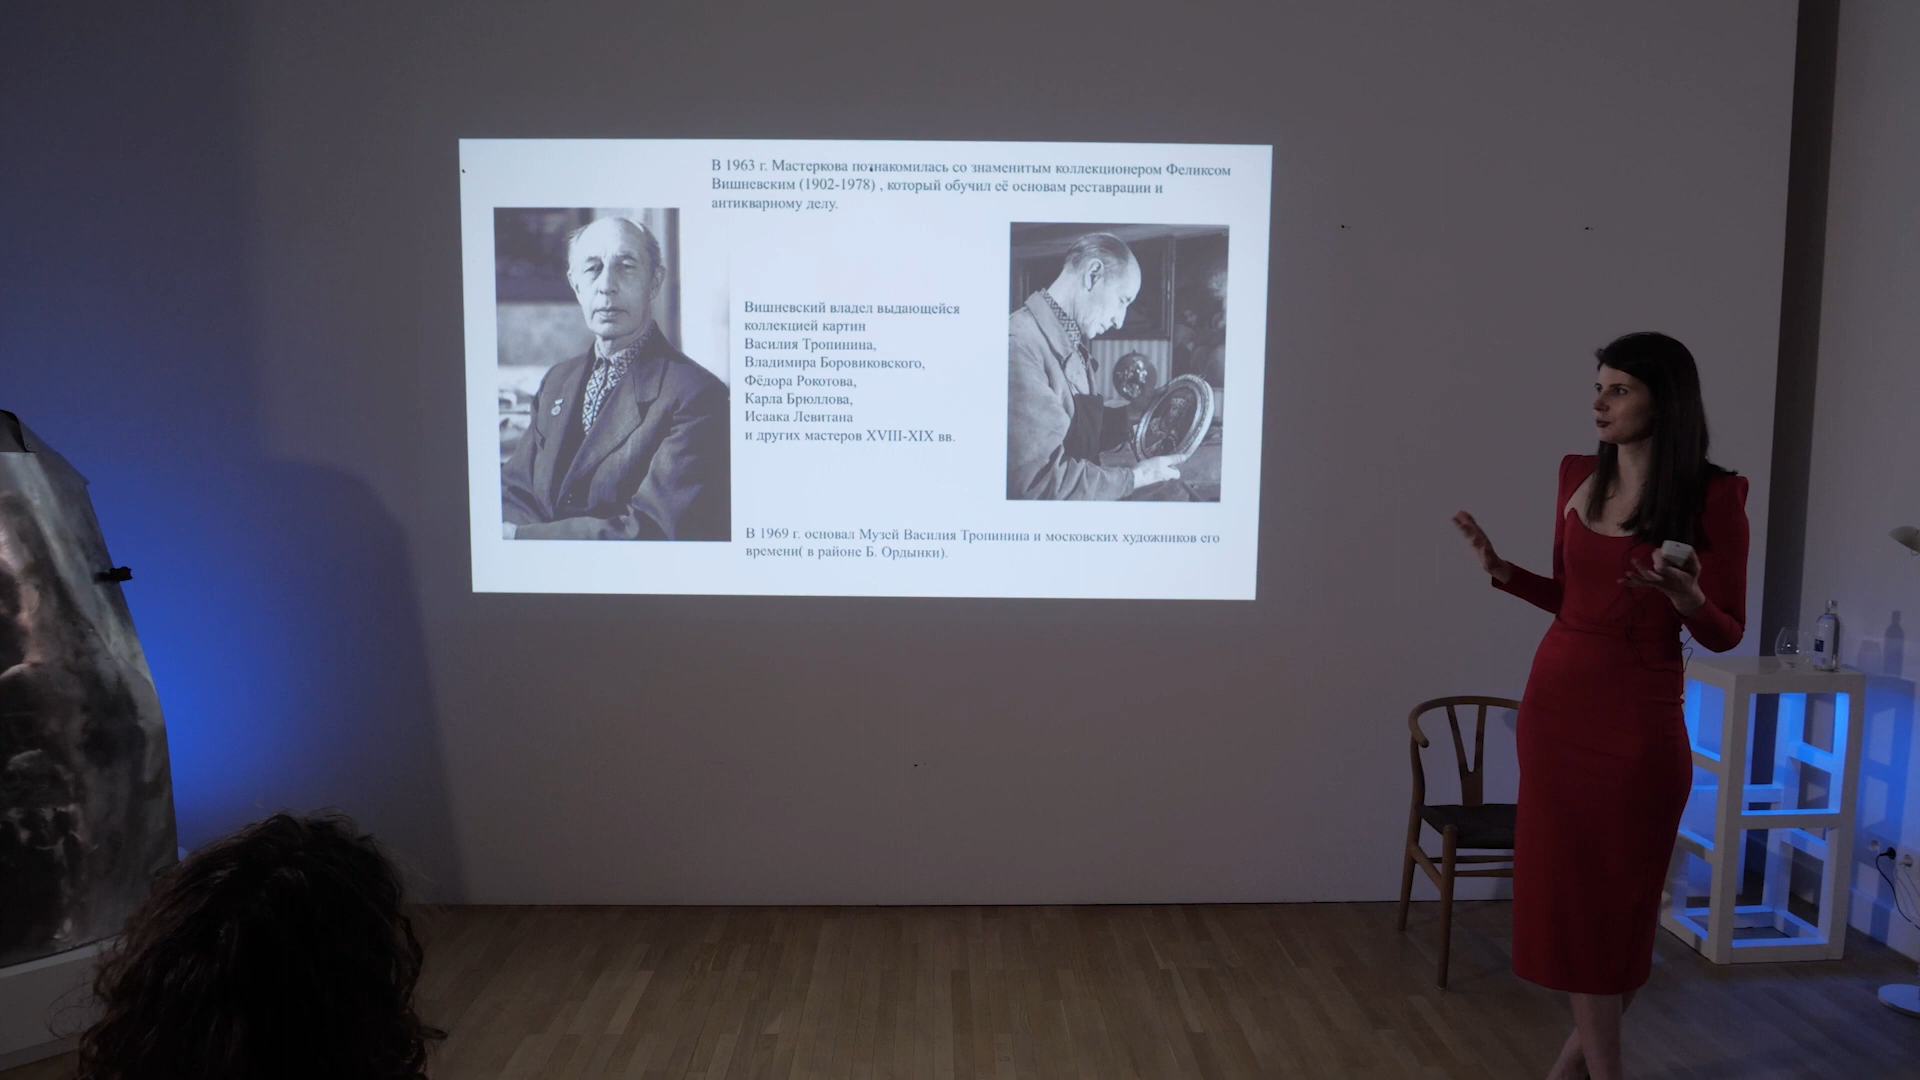 В 1963 г. Мастеркова познакомилась со знаменитым коллекционером Феликсом
Вишневским (1902-1978) , который обучил её основам реставрации и
антикварному делу.
Вишневский владел выдающейся
коллекцией картин
Василия Тропинина,
Владимира Боровиковского,
Фёдора Рокотова,
Карла Брюллова,
Исаака Левитана
и других мастеров XVIII-XIX вв.
В 1969 г. основал Музей Василия Тропинина и московских художников его
времени( в районе Б. Ордынки).